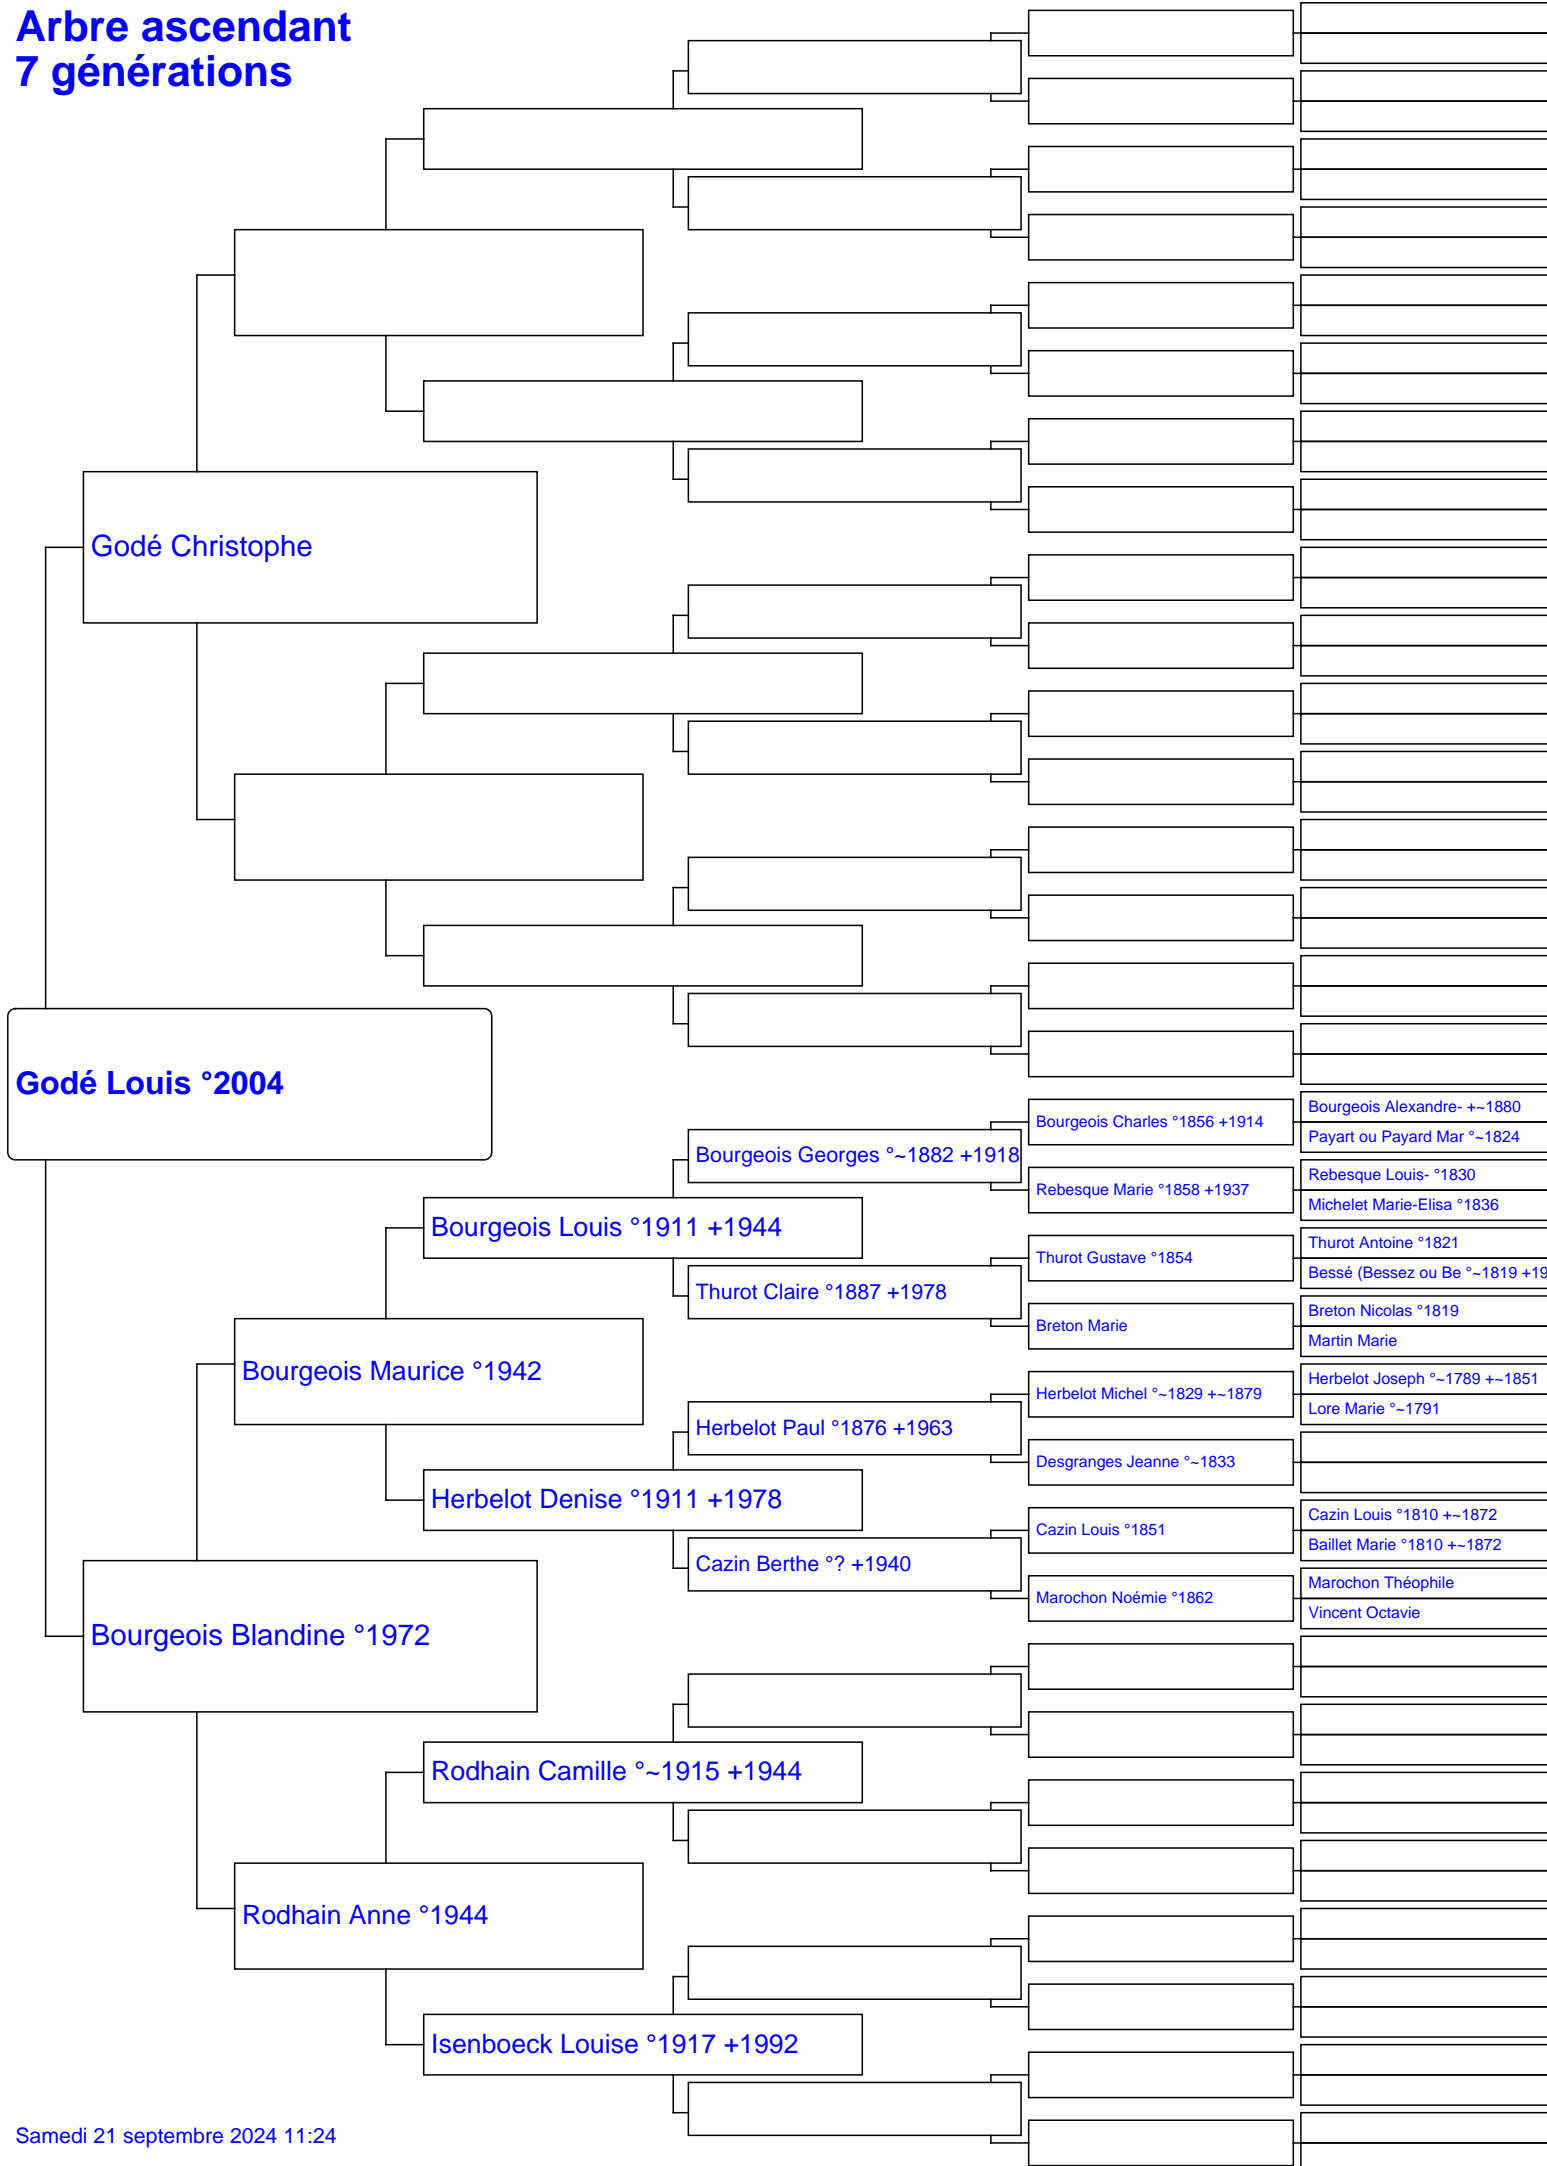 Arbre ascendant
7 générations
Godé Christophe
Godé Louis °2004
Bourgeois Charles °1856 +1914
Bourgeois Alexandre- +~1880
Payart ou Payard Mar °~1824
Bourgeois Georges °~1882 +1918
Rebesque Marie °1858 +1937
Rebesque Louis- °1830
Michelet Marie-Elisa °1836
Bourgeois Louis °1911 +1944
Thurot Gustave °1854
Thurot Antoine °1821
Bessé (Bessez ou Be °~1819 +19
Thurot Claire °1887 +1978
Breton Marie
Breton Nicolas °1819
Martin Marie
Bourgeois Maurice °1942
Herbelot Michel °~1829 +~1879
Herbelot Joseph °~1789 +~1851
Lore Marie °~1791
Herbelot Paul °1876 +1963
Desgranges Jeanne °~1833
Herbelot Denise °1911 +1978
Cazin Louis °1851
Cazin Louis °1810 +~1872
Baillet Marie °1810 +~1872
Cazin Berthe °? +1940
Marochon Noémie °1862
Marochon Théophile
Vincent Octavie
Bourgeois Blandine °1972
Rodhain Camille °~1915 +1944
Rodhain Anne °1944
Isenboeck Louise °1917 +1992
Samedi 21 septembre 2024 11:24